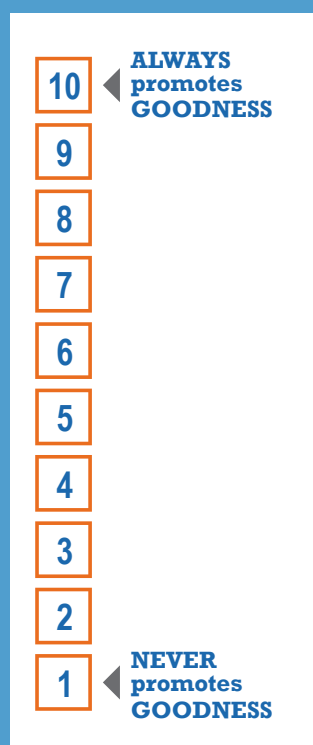 10
ALWAYS
promotes
GOODNESS
9
8
7
6
5
4
3
2
1
NEVER
promotes
GOODNESS